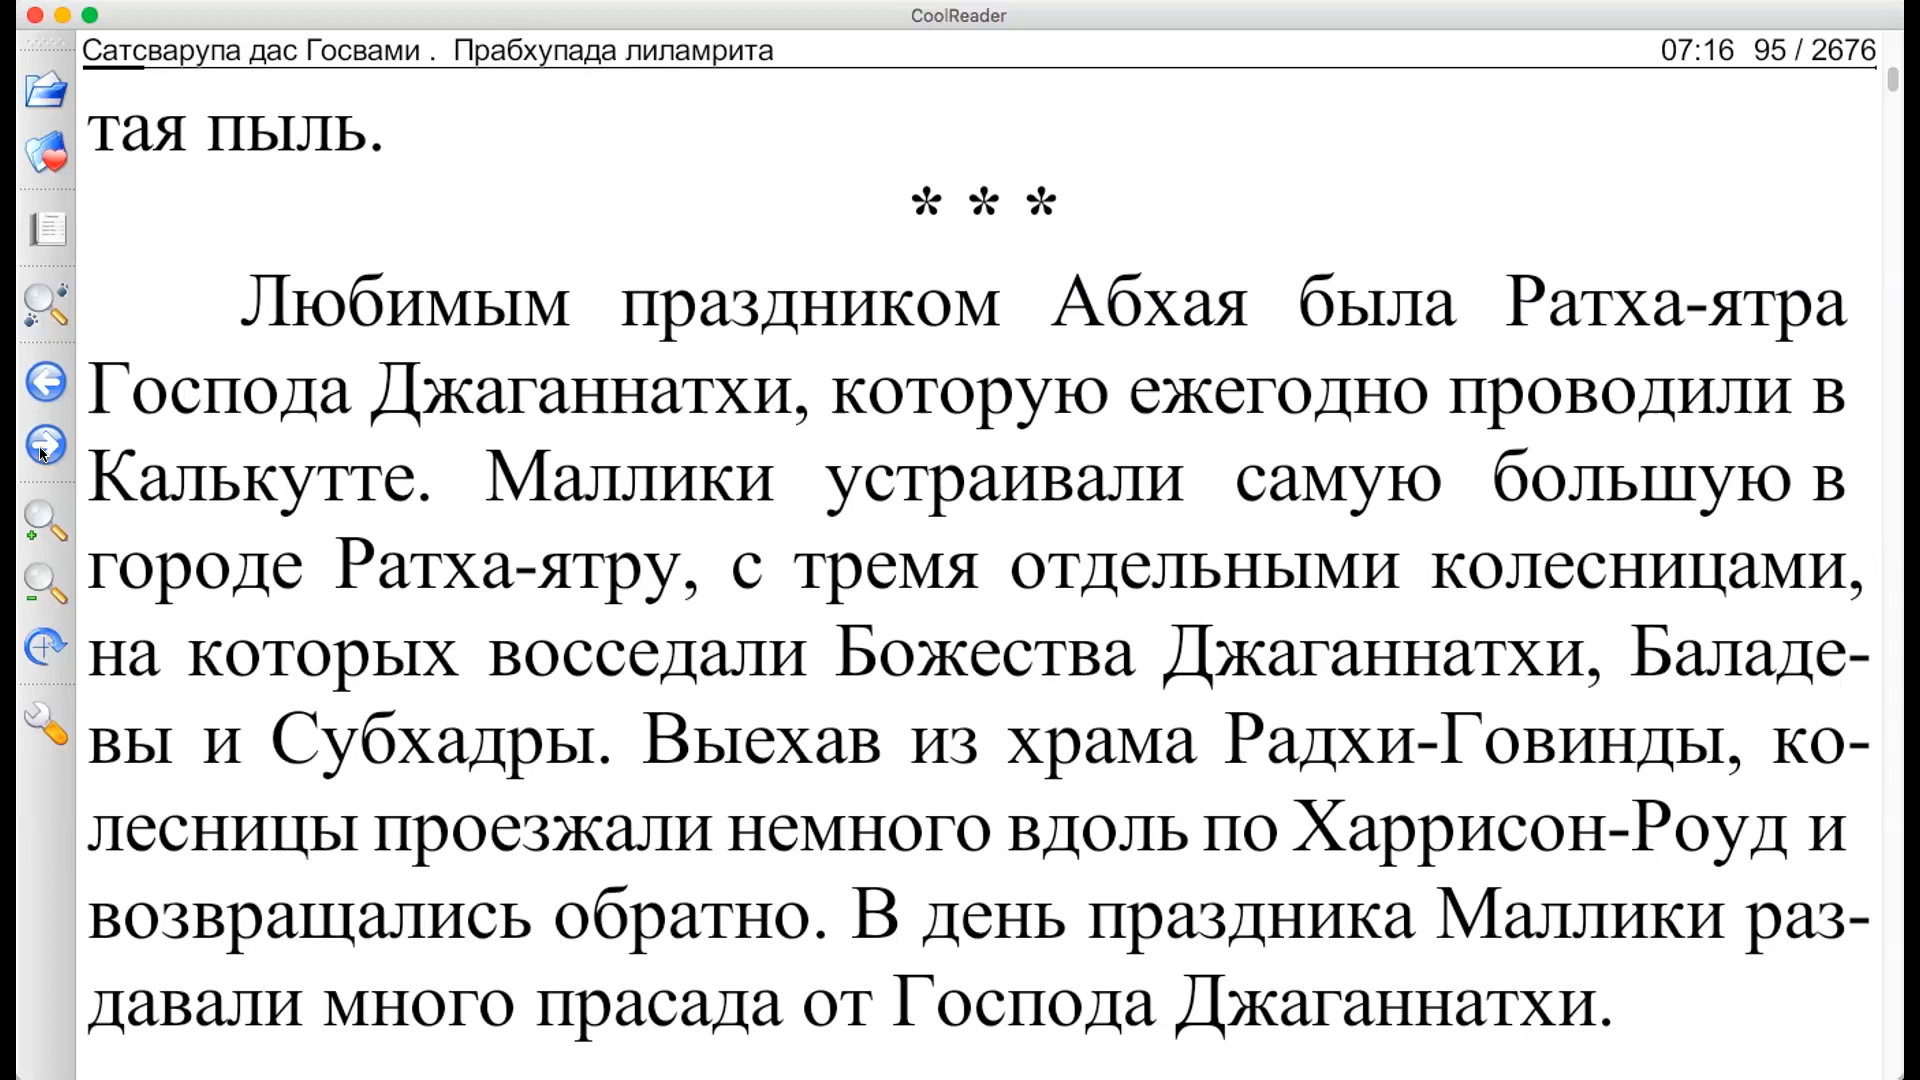 CoolReader
Сатсварупа дас Госвами .  Прабхупада лиламрита 07:16 95 / 2676
тая пыль.
* * *
Любимым праздником Абхая была Ратха-ятра
Господа Джаганнатхи, которую ежегодно проводили в
Калькутте. Маллики устраивали самую большую в
городе Ратха-ятру, с тремя отдельными колесницами,
на которых восседали Божества Джаганнатхи, Баладе-
вы и Субхадры. Выехав из храма Радхи-Говинды, ко-
лесницы проезжали немного вдоль по Харрисон-Роуд и
возвращались обратно. В день праздника Маллики раз-
давали много прасада от Господа Джаганнатхи.